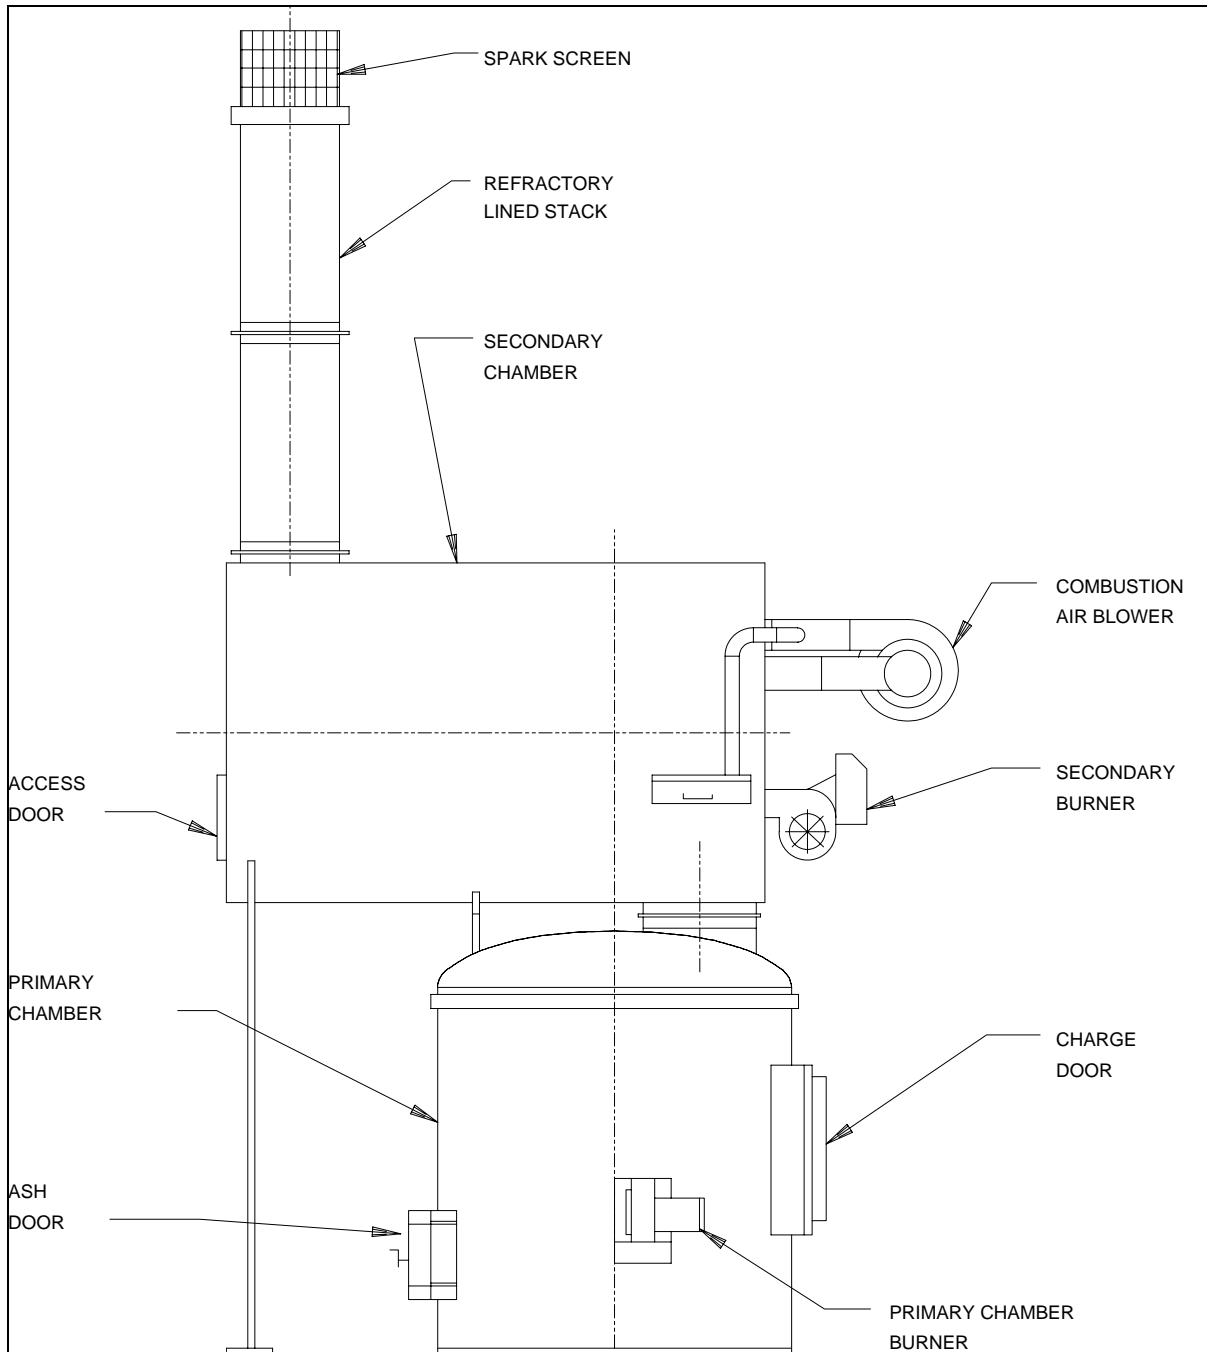 SPARK SCREEN
REFRACTORY
LINED STACK
SECONDARY
CHAMBER
COMBUSTION
AIR BLOWER
ACCESS
DOOR
SECONDARY
BURNER
PRIMARY
CHAMBER
CHARGE
DOOR
ASH
DOOR
PRIMARY CHAMBER
BURNER